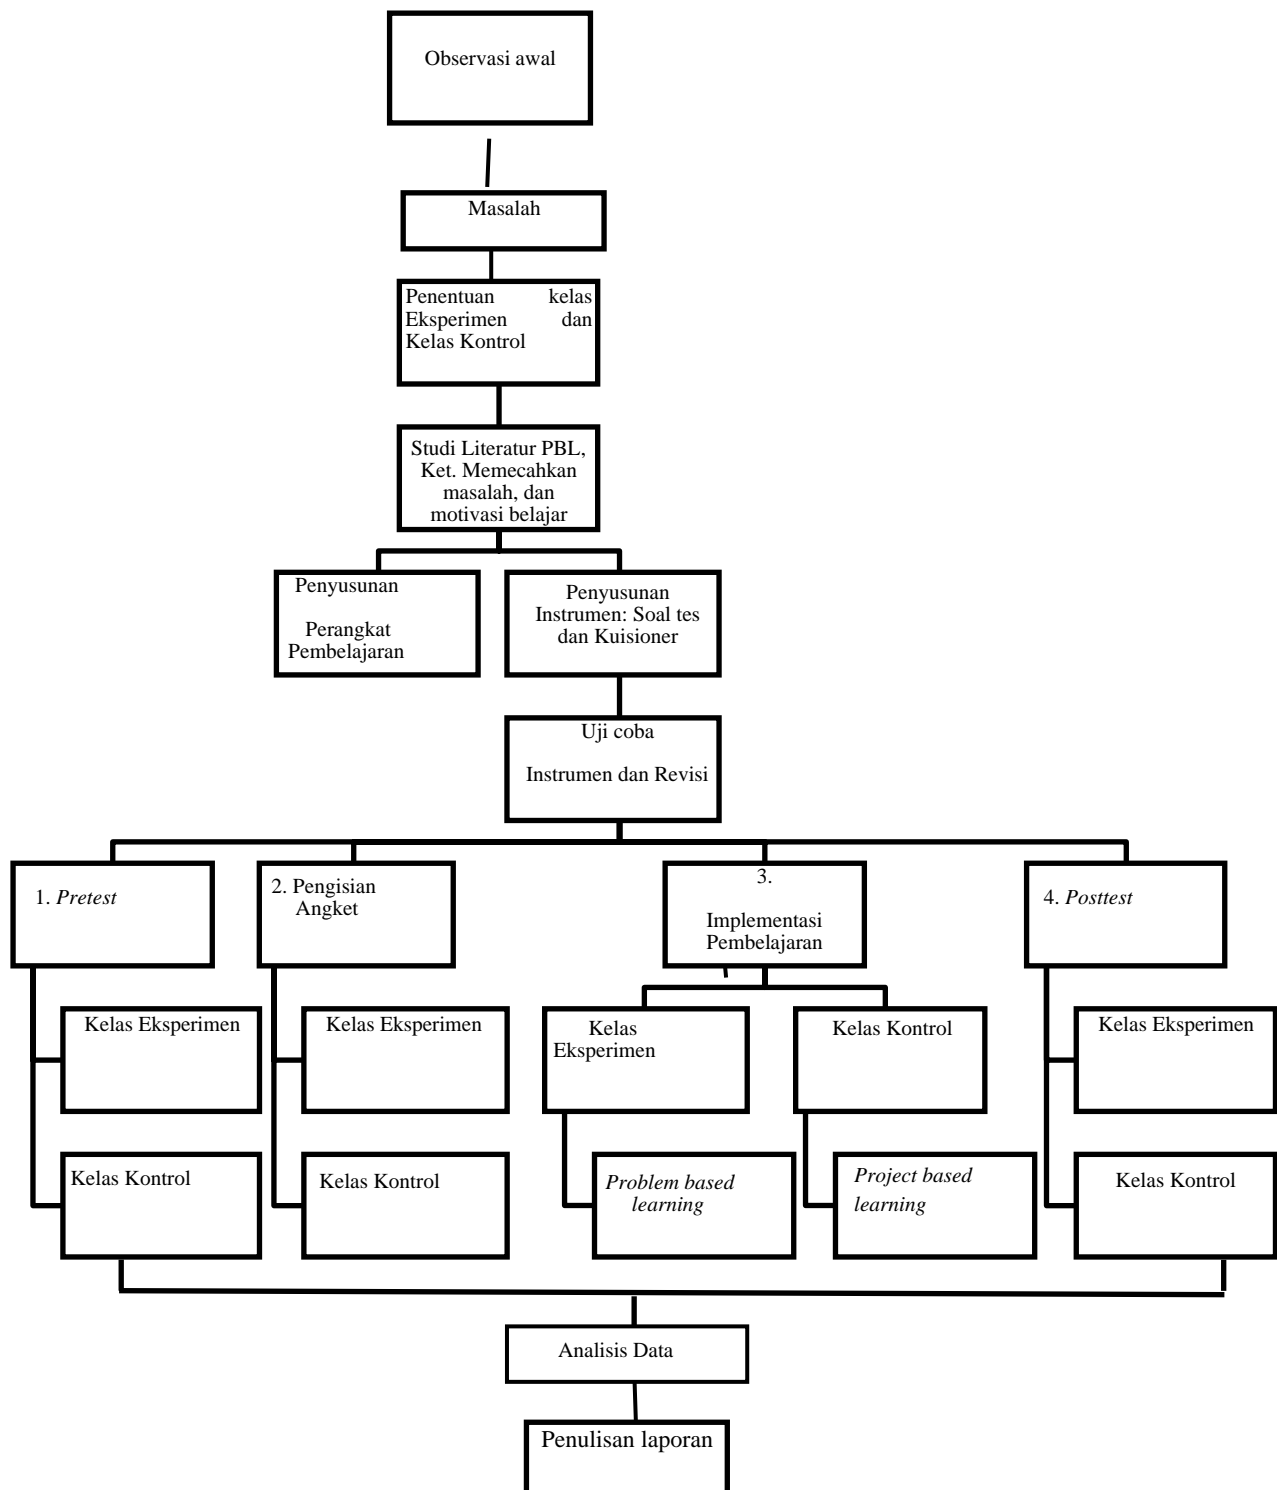 Observasi awal
Masalah
Penentuan kelas
Eksperimen dan
Kelas Kontrol
Studi Literatur PBL,
Ket. Memecahkan
masalah, dan
motivasi belajar
Penyusunan
Perangkat
Pembelajaran
Penyusunan
Instrumen: Soal tes
dan Kuisioner
Uji coba
Instrumen dan Revisi
1. Pretest
2. Pengisian
Angket
3.
Implementasi
Pembelajaran
4. Posttest
Kelas Eksperimen
Kelas Eksperimen
Kelas
Eksperimen
Kelas Kontrol
Kelas Eksperimen
Kelas Kontrol
Kelas Kontrol
Problem based
learning
Project based
learning
Kelas Kontrol
Analisis Data
Penulisan laporan